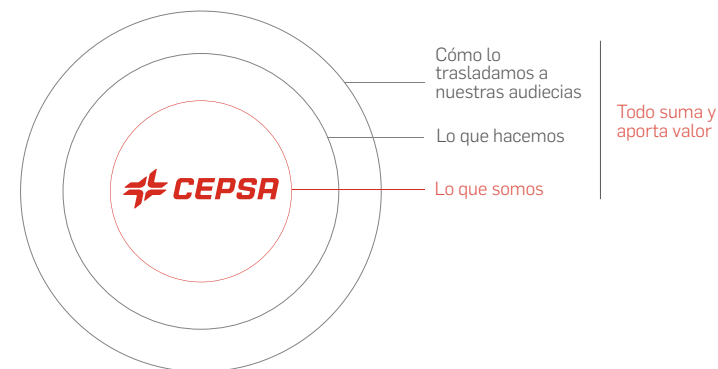 Cómo lo
trasladamos a
nuestras audiecias
Lo que hacemos
Lo que somos
Todo suma y
aporta valor
CEPSA